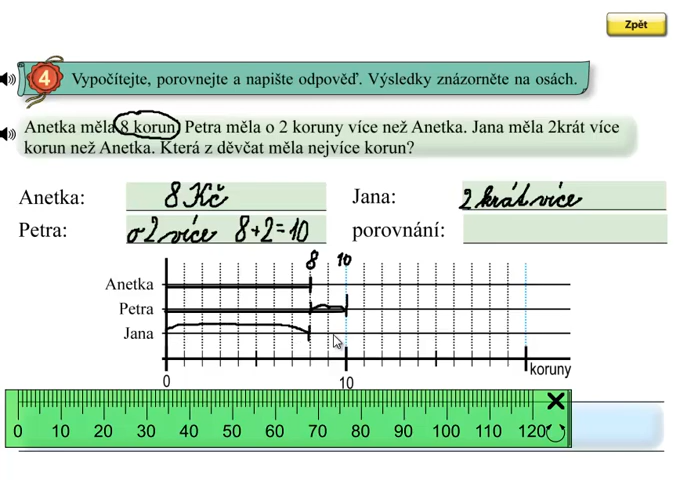 Zpět
4 Vypočítejte, porovnejte a napište odpověď. Výsledky znázorněte na osách.
Anetka měla 8 korun. Petra měla o 2 koruny více než Anetka. Jana měla 2krát více
korun než Anetka. Která z děvčat měla nejvíce korun?
Anetka: 8 Kč Jana: 2 krát více
Petra: o 2 více 8+2=10 porovnání:
8 10
Anetka
Petra
Jana
koruny
0 10
0 10 20 30 40 50 60 70 80 90 100 110 120